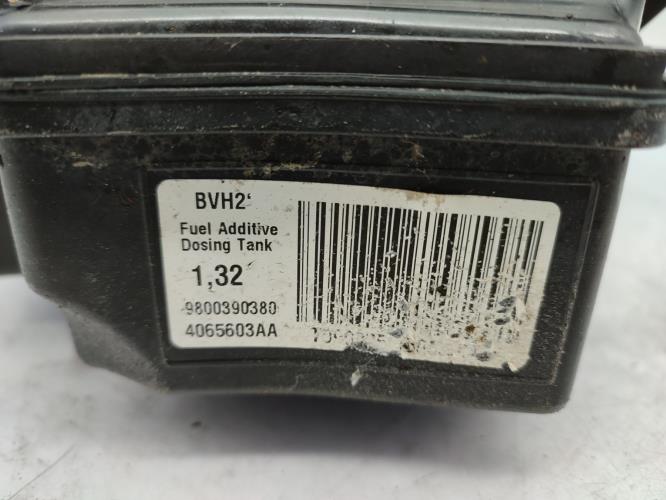 BVH2
Fuel Additive
Dosing Tank
1,32
9800390380
4065603AA